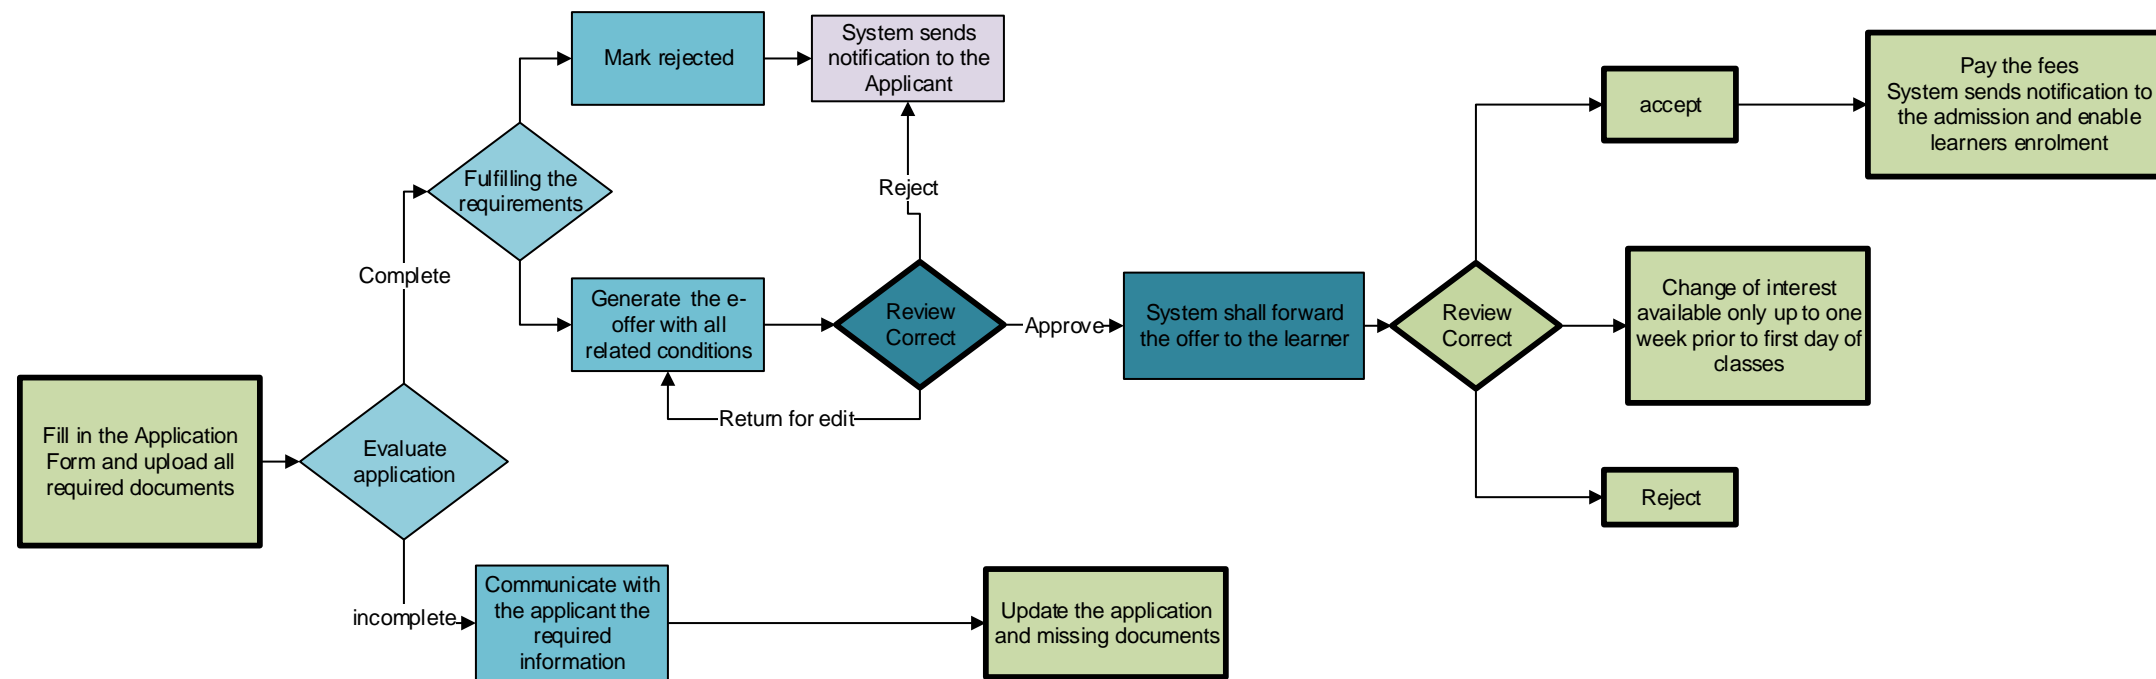 Mark rejected
System sends
notification to the
Applicant
Pay the fees
System sends notification to
the admission and enable
learners enrolment
accept
Fulfilling the
requirements
Reject
Complete
Generate the e-
offer with all
related conditions
Review
Correct
Approve
System shall forward
the offer to the learner
Review
Correct
Change of interest
available only up to one
week prior to first day of
classes
Return for edit
Fill in the Application
Form and upload all
required documents
Evaluate
application
Reject
incomplete
Communicate with
the applicant the
required
information
Update the application
and missing documents